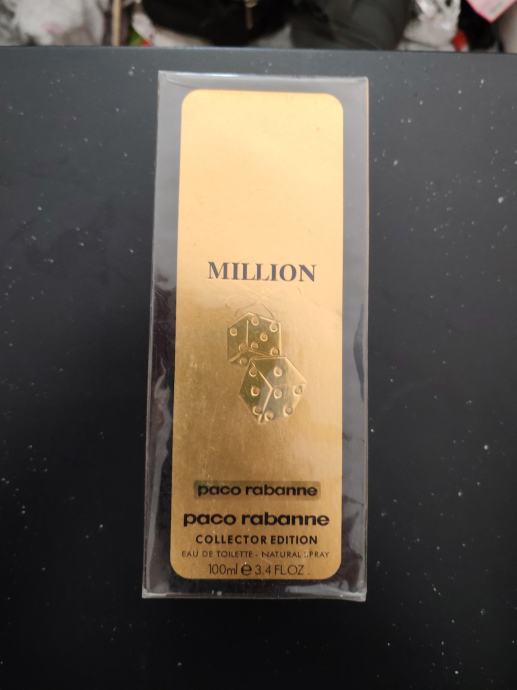 MILLION
paco rabanne
paco rabanne
COLLECTOR EDITION
EAU DE TOILETTE - NATURAL SPRAY
100ml e 3.4 FL.OZ.